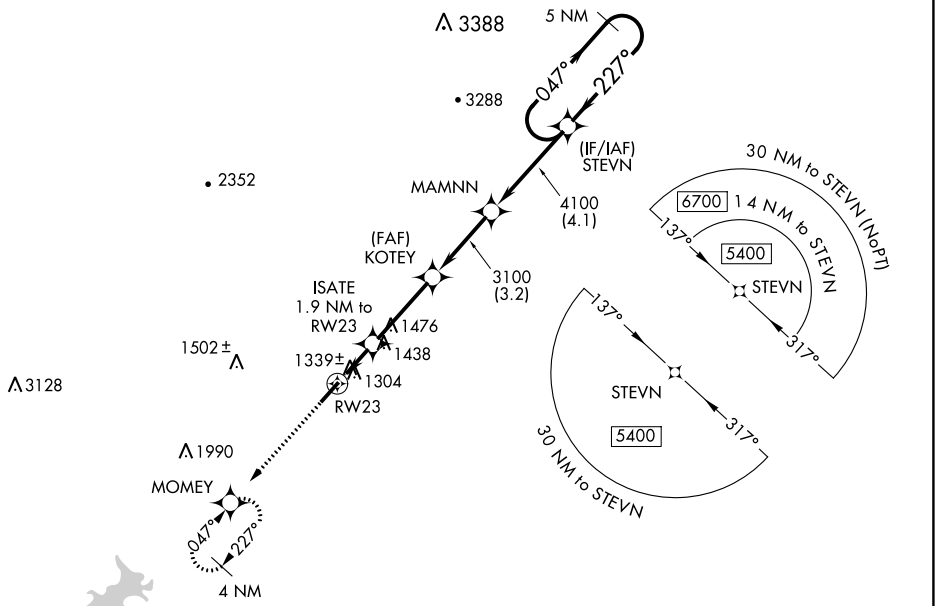 3388
5 NM
047°
227°
3288
(IF/IAF)
STEVN
2352
MAMNN
4100
(4.1)
(FAF)
KOTEY
3100
(3.2)
ISATE
1.9 NM to
RW23
1476
1438
1502 ±
1339 ±
1304
RW23
3128
1990
MOMEY
047°
227°
4 NM
30 NM to STEVN (NoPT)
6700
14 NM to STEVN
137°
5400
STEVN
317°
137°
STEVN
317°
5400
30 NM to STEVN